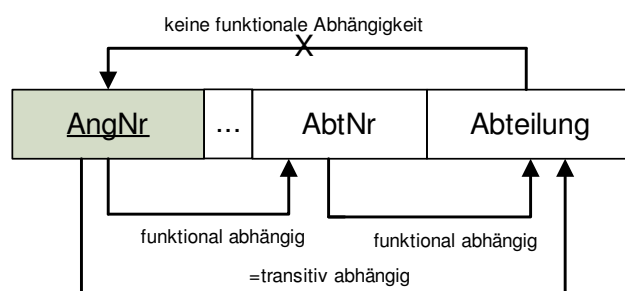 keine funktionale Abhängigkeit
X
AngNr ... AbtNr Abteilung
funktional abhängig funktional abhängig
=transitiv abhängig